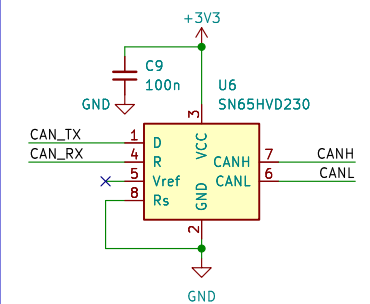 +3V3
C9
100n
GND
U6
SN65HVD230
3
VCC
CAN_TX
1
D
CAN_RX
4
R
5
Vref
8
Rs
CANH
7
CANH
CANL
6
CANL
GND
2
GND